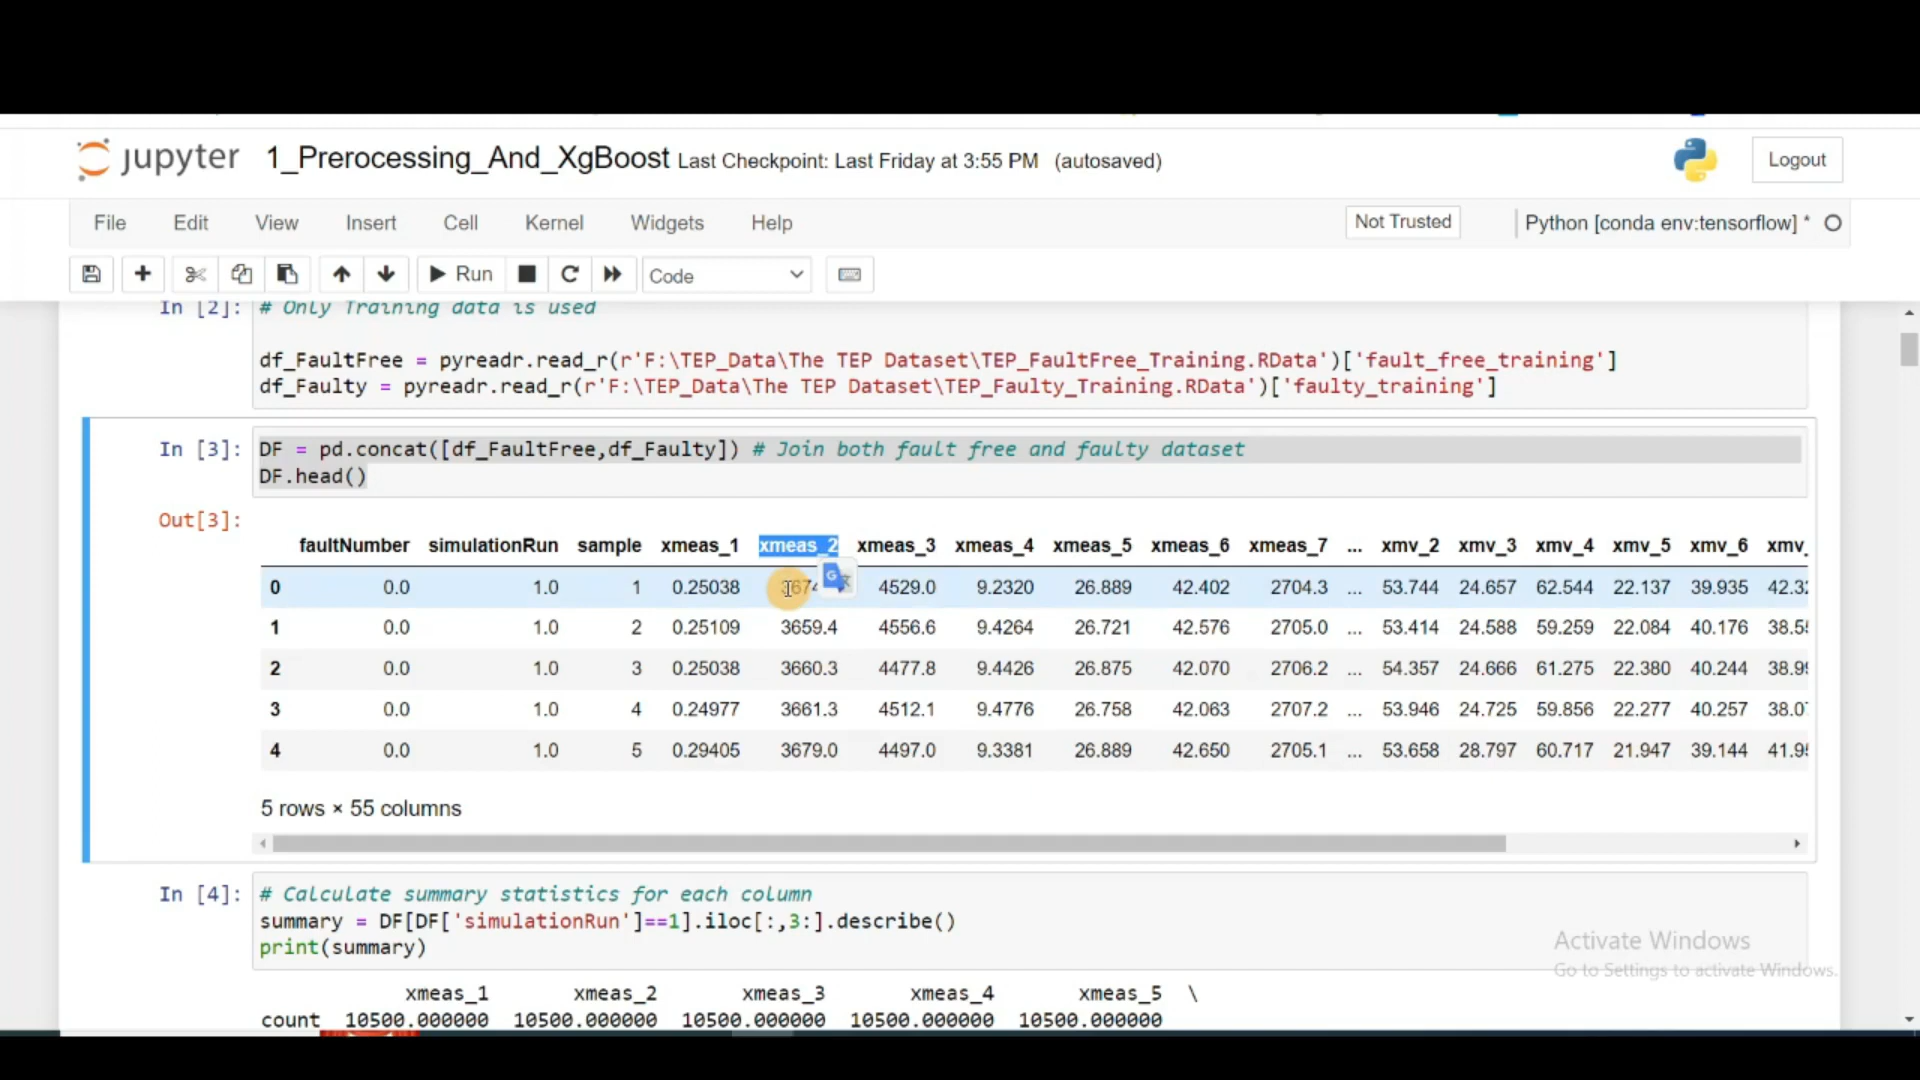 jupyter 1_Prerocessing_And_XgBoost Last Checkpoint: Last Friday at 3:55 PM (autosaved) Logout
File Edit View Insert Cell Kernel Widgets Help Not Trusted Python [conda env:tensorflow] *
Run Code
In [2]: # Only Training data is used
df_FaultFree = pyreadr.read_r(r'F:\TEP_Data\The TEP Dataset\TEP_FaultFree_Training.RData')['fault_free_training']
df_Faulty = pyreadr.read_r(r'F:\TEP_Data\The TEP Dataset\TEP_Faulty_Training.RData')['faulty_training']
In [3]: DF = pd.concat([df_FaultFree,df_Faulty]) # Join both fault free and faulty dataset
DF.head()
Out[3]:
faultNumber simulationRun sample xmeas_1 xmeas_2 xmeas_3 xmeas_4 xmeas_5 xmeas_6 xmeas_7 ... xmv_2 xmv_3 xmv_4 xmv_5 xmv_6 xmv_
0 0.0 1.0 1 0.25038 4529.0 9.2320 26.889 42.402 2704.3 ... 53.744 24.657 62.544 22.137 39.935
1 0.0 1.0 2 0.25109 3659.4 4556.6 9.4264 26.721 42.576 2705.0 ... 53.414 24.588 59.259 22.084 40.176
2 0.0 1.0 3 0.25038 3660.3 4477.8 9.4426 26.875 42.070 2706.2 ... 54.357 24.666 61.275 22.380 40.244
3 0.0 1.0 4 0.24977 3661.3 4512.1 9.4776 26.758 42.063 2707.2 ... 53.946 24.725 59.856 22.277 40.257
4 0.0 1.0 5 0.29405 3679.0 4497.0 9.3381 26.889 42.650 2705.1 ... 53.658 28.797 60.717 21.947 39.144
5 rows × 55 columns
In [4]: # Calculate summary statistics for each column
summary = DF[DF['simulationRun']==1].iloc[:,3:].describe()
print(summary)
Activate Windows
Go to Settings to activate Windows.
xmeas_1 xmeas_2 xmeas_3 xmeas_4 xmeas_5 \
count 10500.000000 10500.000000 10500.000000 10500.000000 10500.000000